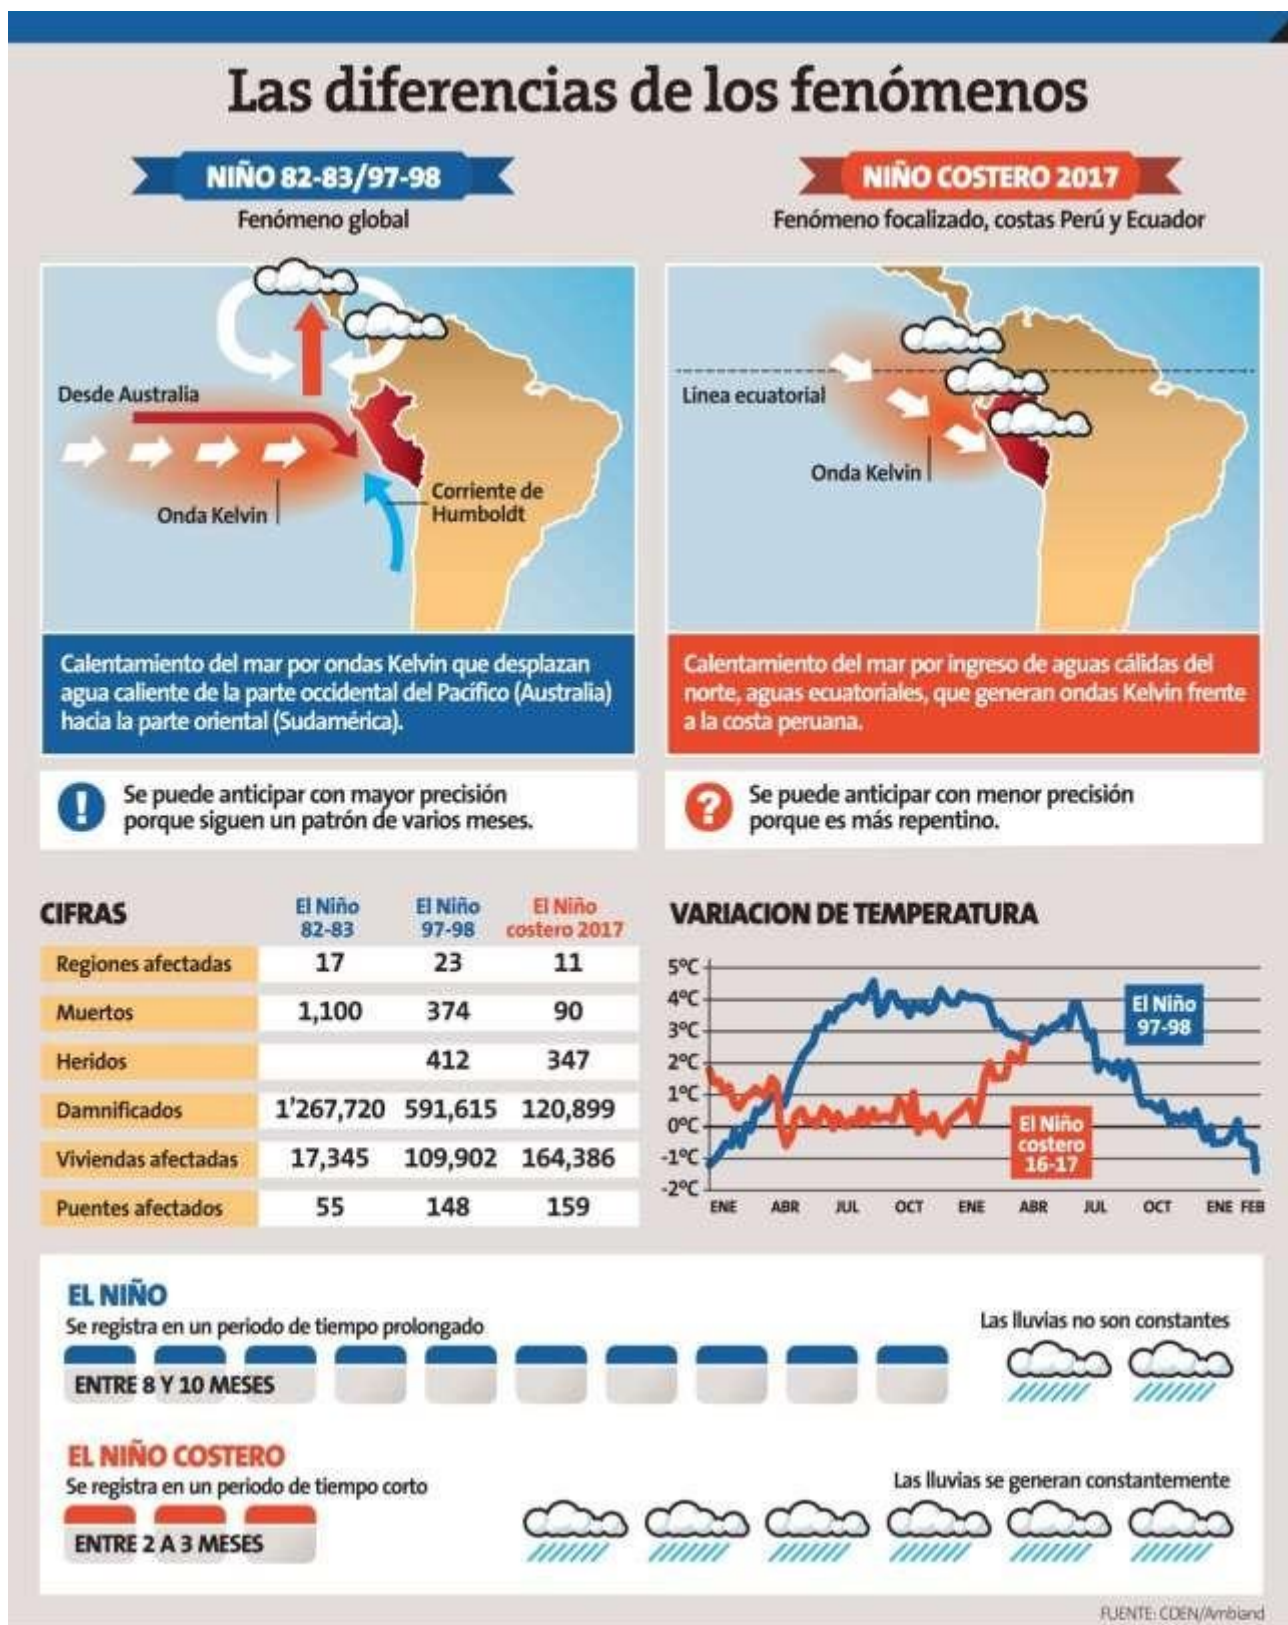 Las diferencias de los fenómenos
NIÑO 82-83/97-98
Fenómeno global
Desde Australia
Onda Kelvin
Corriente de
Humboldt
Calentamiento del mar por ondas Kelvin que desplazan
agua caliente de la parte occidental del Pacífico (Australia)
hacia la parte oriental (Sudamérica).
! Se puede anticipar con mayor precisión
porque siguen un patrón de varios meses.
NIÑO COSTERO 2017
Fenómeno focalizado, costas Perú y Ecuador
Línea ecuatorial
Onda Kelvin
Calentamiento del mar por ingreso de aguas cálidas del
norte, aguas ecuatoriales, que generan ondas Kelvin frente
a la costa peruana.
? Se puede anticipar con menor precisión
porque es más repentino.
CIFRAS
El Niño
82-83
El Niño
97-98
El Niño
costero 2017
Regiones afectadas 17 23 11
Muertos 1,100 374 90
Heridos 412 347
Damnificados 1'267,720 591,615 120,899
Viviendas afectadas 17,345 109,902 164,386
Puentes afectados 55 148 159
VARIACION DE TEMPERATURA
5°C
4°C
3°C
2°C
1°C
0°C
-1°C
-2°C
El Niño
97-98
El Niño
costero
16-17
ENE ABR JUL OCT ENE ABR JUL OCT ENE FEB
EL NIÑO
Se registra en un periodo de tiempo prolongado
ENTRE 8 Y 10 MESES
Las lluvias no son constantes
EL NIÑO COSTERO
Se registra en un periodo de tiempo corto
ENTRE 2 A 3 MESES
Las lluvias se generan constantemente
FUENTE: COEN/Ambiand